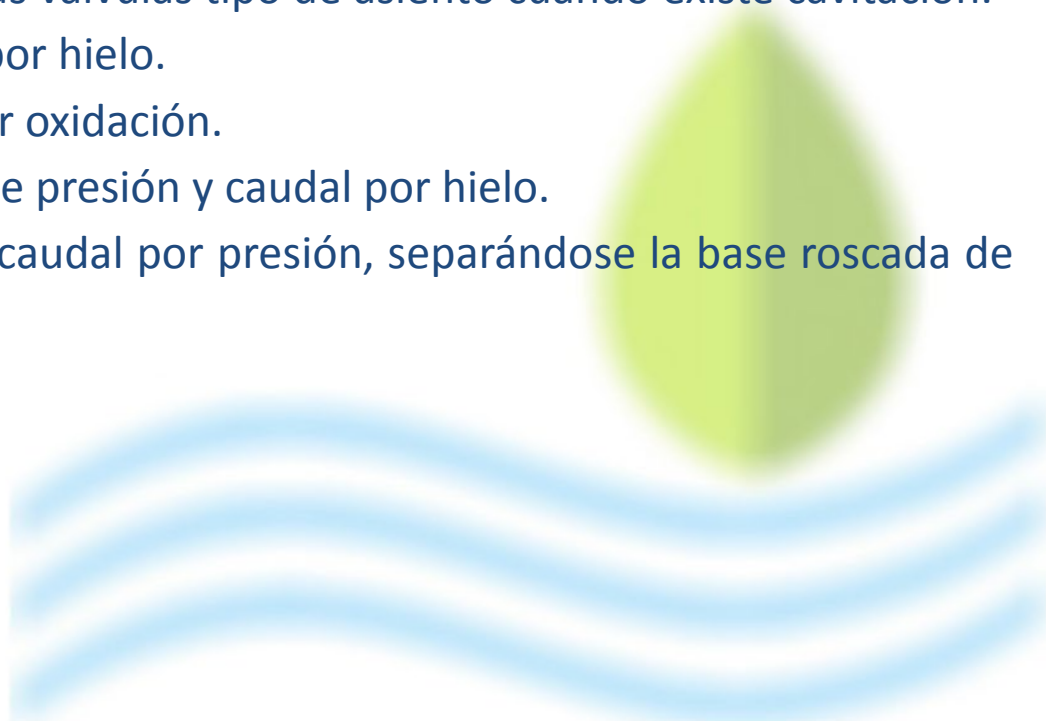 válvulas tipo de asiento cuando existe cavitación.
por hielo.
r oxidación.
e presión y caudal por hielo.
caudal por presión, separándose la base roscada de